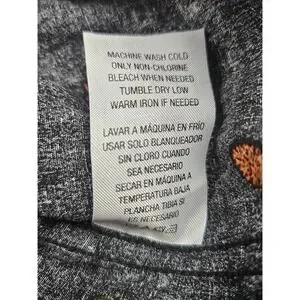 MACHINE WASH COLD
ONLY NON-CHLORINE
BLEACH WHEN NEEDED
TUMBLE DRY LOW
WARM IRON IF NEEDED
LAVAR A MÁQUINA EN FRÍO
USAR SOLO BLANQUEADOR
SIN CLORO CUANDO
SEA NECESARIO
SECAR EN MÁQUINA A
TEMPERATURA BAJA
PLANCHA TIBIA SI
ES NECESARIO